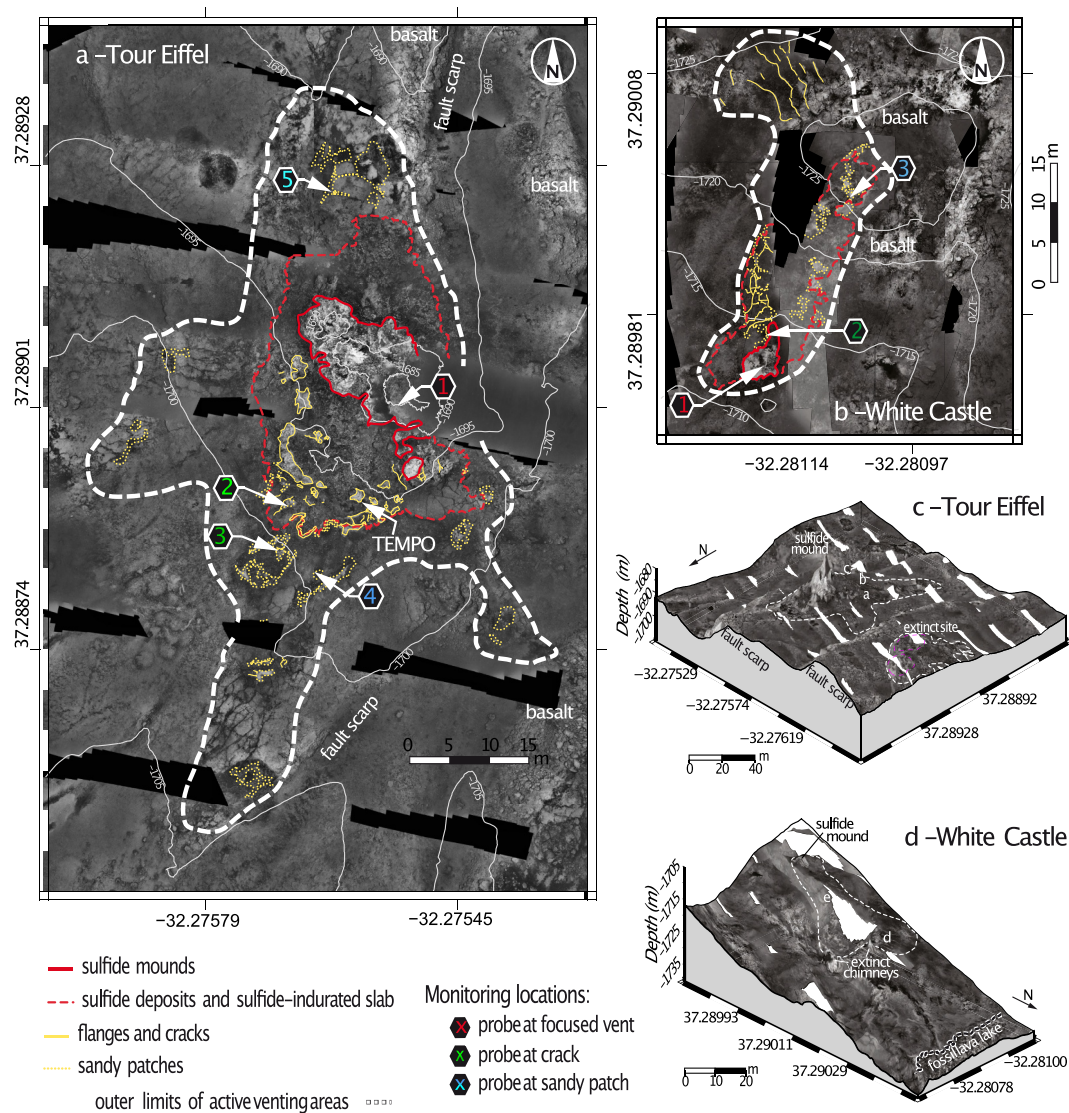 a –Tour Eiffel
basalt
N
fault scarp
−1690
−1690
−1695
basalt
5
−1695
−1685
1
−1690
−1695
−1700
−1700
2
3
TEMPO
4
−1700
basalt
fault scarp
0 5 10 15
m
−1705
−1705
37.28928
37.28901
37.28874
−32.27579
−32.27545
−1725
−1725
N
basalt
3
−1725
−1720
−1725
basalt
−1715
−1720
2
−1715
1
−1710
b –White Castle
37.29008
37.28981
−32.28114
−32.28097
0 5 10 15 m
c –Tour Eiffel
N
sulfide
mound
c
b
a
extinct site
fault scarp
fault scarp
Depth (m)
−1680
−1690
−1700
−32.27529
−32.27574
−32.27619
37.28892
37.28928
0 20 40 m
d –White Castle
sulfide
mound
e
d
extinct
chimneys
N
fossil lava lake
Depth (m)
−1705
−1715
−1725
−1735
37.28993
37.29011
37.29029
−32.28100
−32.28078
0 10 20 m
sulfide mounds
sulfide deposits and sulfide–indurated slab
flanges and cracks
sandy patches
outer limits of active venting areas
Monitoring locations:
X probe at focused vent
X probe at crack
X probe at sandy patch